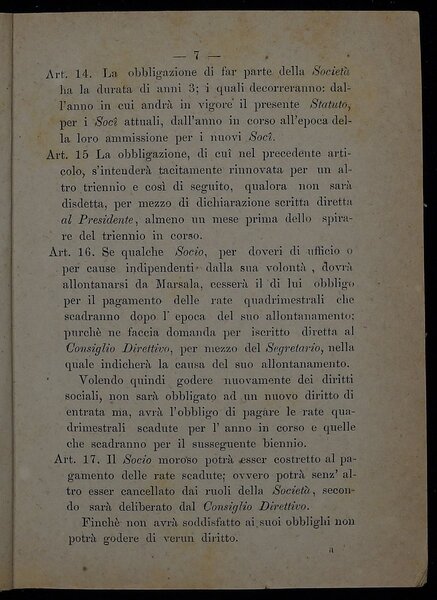 — 7 —
Art. 14. La obbligazione di far parte della Società
ha la durata di anni 3; i quali decorreranno: dal-
l'anno in cui andrà in vigore il presente Statuto,
per i Socî attuali, dall'anno in corso all'epoca del-
la loro ammissione per i nuovi Socî.
Art. 15 La obbligazione, di cui nel precedente arti-
colo, s'intenderà tacitamente rinnovata per un al-
tro triennio e così di seguito, qualora non sarà
disdetta, per mezzo di dichiarazione scritta diretta
al Presidente, almeno un mese prima dello spira-
re del triennio in corso.
Art. 16. Se qualche Socio, per doveri di ufficio o
per cause indipendenti dalla sua volontà , dovrà
allontanarsi da Marsala, cesserà il di lui obbligo
per il pagamento delle rate quadrimestrali che
scadranno dopo l' epoca del suo allontanamento;
purchè ne faccia domanda per iscritto diretta al
Consiglio Direttivo, per mezzo del Segretario, nella
quale indicherà la causa del suo allontanamento.
Volendo quindi godere nuovamente dei diritti
sociali, non sarà obbligato ad un nuovo diritto di
entrata ma, avrà l'obbligo di pagare le rate qua-
drimestrali scadute per l' anno in corso e quelle
che scadranno per il susseguente biennio.
Art. 17. Il Socio moroso potrà esser costretto al pa-
gamento delle rate scadute; ovvero potrà senz' al-
tro esser cancellato dai ruoli della Società, secon-
do sarà deliberato dal Consiglio Direttivo.
Finchè non avrà soddisfatto ai suoi obblighi non
potrà godere di verun diritto.
a